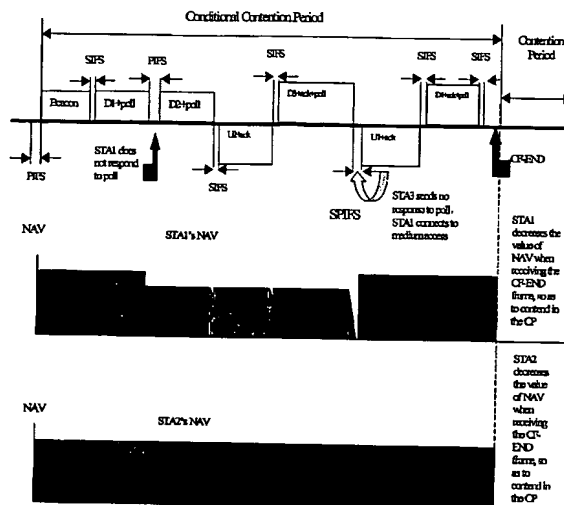 Conditional Contention Period
SIFS
PIFS
SIFS
SIFS
SIFS
Contention
Period
Beacon
D1+poll
D2+poll
D3+ack+poll
D4+ack+poll
STA1 does
not respond
to poll
PIFS
U2+ack
SIFS
U1+ack
SPIFS
STA3 sends no
response to poll,
STA1 connects to
medium access
CF-END
NAV
STA1"s NAV
STA1
decreases the
value of
NAV when
receiving the
CF-END
frame, so as
to contend in
the CP
NAV
STA2"s NAV
STA2
decreases
the value
of NAV
when
receiving
the CF-
END
frame, so
as to
contend in
the CP